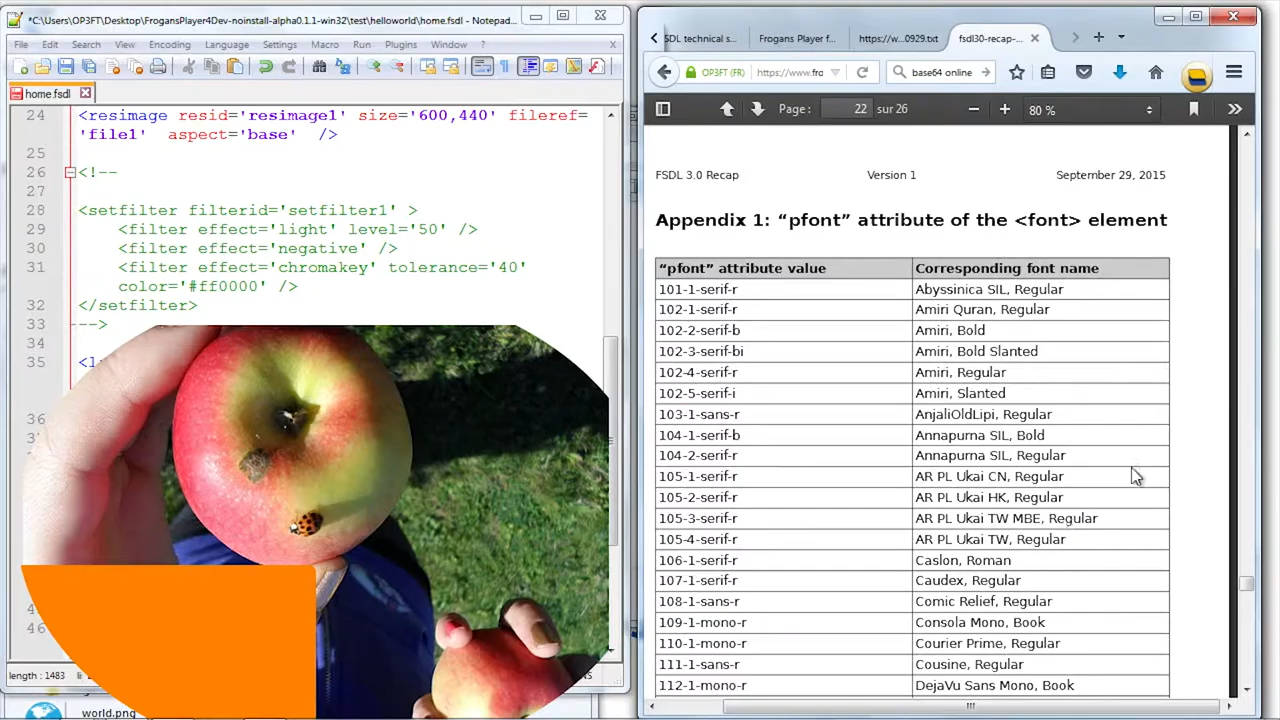 *C:\Users\OP3FT\Desktop\FrogansPlayer4Dev-noinstall-alpha0.1.1-win32\test\helloworld\home.fsdl - Notepad...
File Edit Search View Encoding Language Settings Macro Run Plugins Window ? X
home.fsdl
24 <resimage resid='resimage1' size='600,440' fileref=
'file1' aspect='base' />
25
26 <!--
27
28 <setfilter filterid='setfilter1' >
29 <filter effect='light' level='50' />
30 <filter effect='negative' />
31 <filter effect='chromakey' tolerance='40'
color='#ff0000' />
32 </setfilter>
33 --->
34
35
36
46
length : 1483
world.png
SDL technical s...
Frogans Player f...
https://w...0929.txt
fsdl30-recap-...
OP3FT (FR)
https://www.fro
base64 online
Page : 22 sur 26
80 %
FSDL 3.0 Recap Version 1 September 29, 2015
Appendix 1: “pfont” attribute of the <font> element
“pfont” attribute value Corresponding font name
101-1-serif-r Abyssinica SIL, Regular
102-1-serif-r Amiri Quran, Regular
102-2-serif-b Amiri, Bold
102-3-serif-bi Amiri, Bold Slanted
102-4-serif-r Amiri, Regular
102-5-serif-i Amiri, Slanted
103-1-sans-r AnjaliOldLipi, Regular
104-1-serif-b Annapurna SIL, Bold
104-2-serif-r Annapurna SIL, Regular
105-1-serif-r AR PL Ukai CN, Regular
105-2-serif-r AR PL Ukai HK, Regular
105-3-serif-r AR PL Ukai TW MBE, Regular
105-4-serif-r AR PL Ukai TW, Regular
106-1-serif-r Caslon, Roman
107-1-serif-r Caudex, Regular
108-1-sans-r Comic Relief, Regular
109-1-mono-r Consola Mono, Book
110-1-mono-r Courier Prime, Regular
111-1-sans-r Cousine, Regular
112-1-mono-r DejaVu Sans Mono, Book